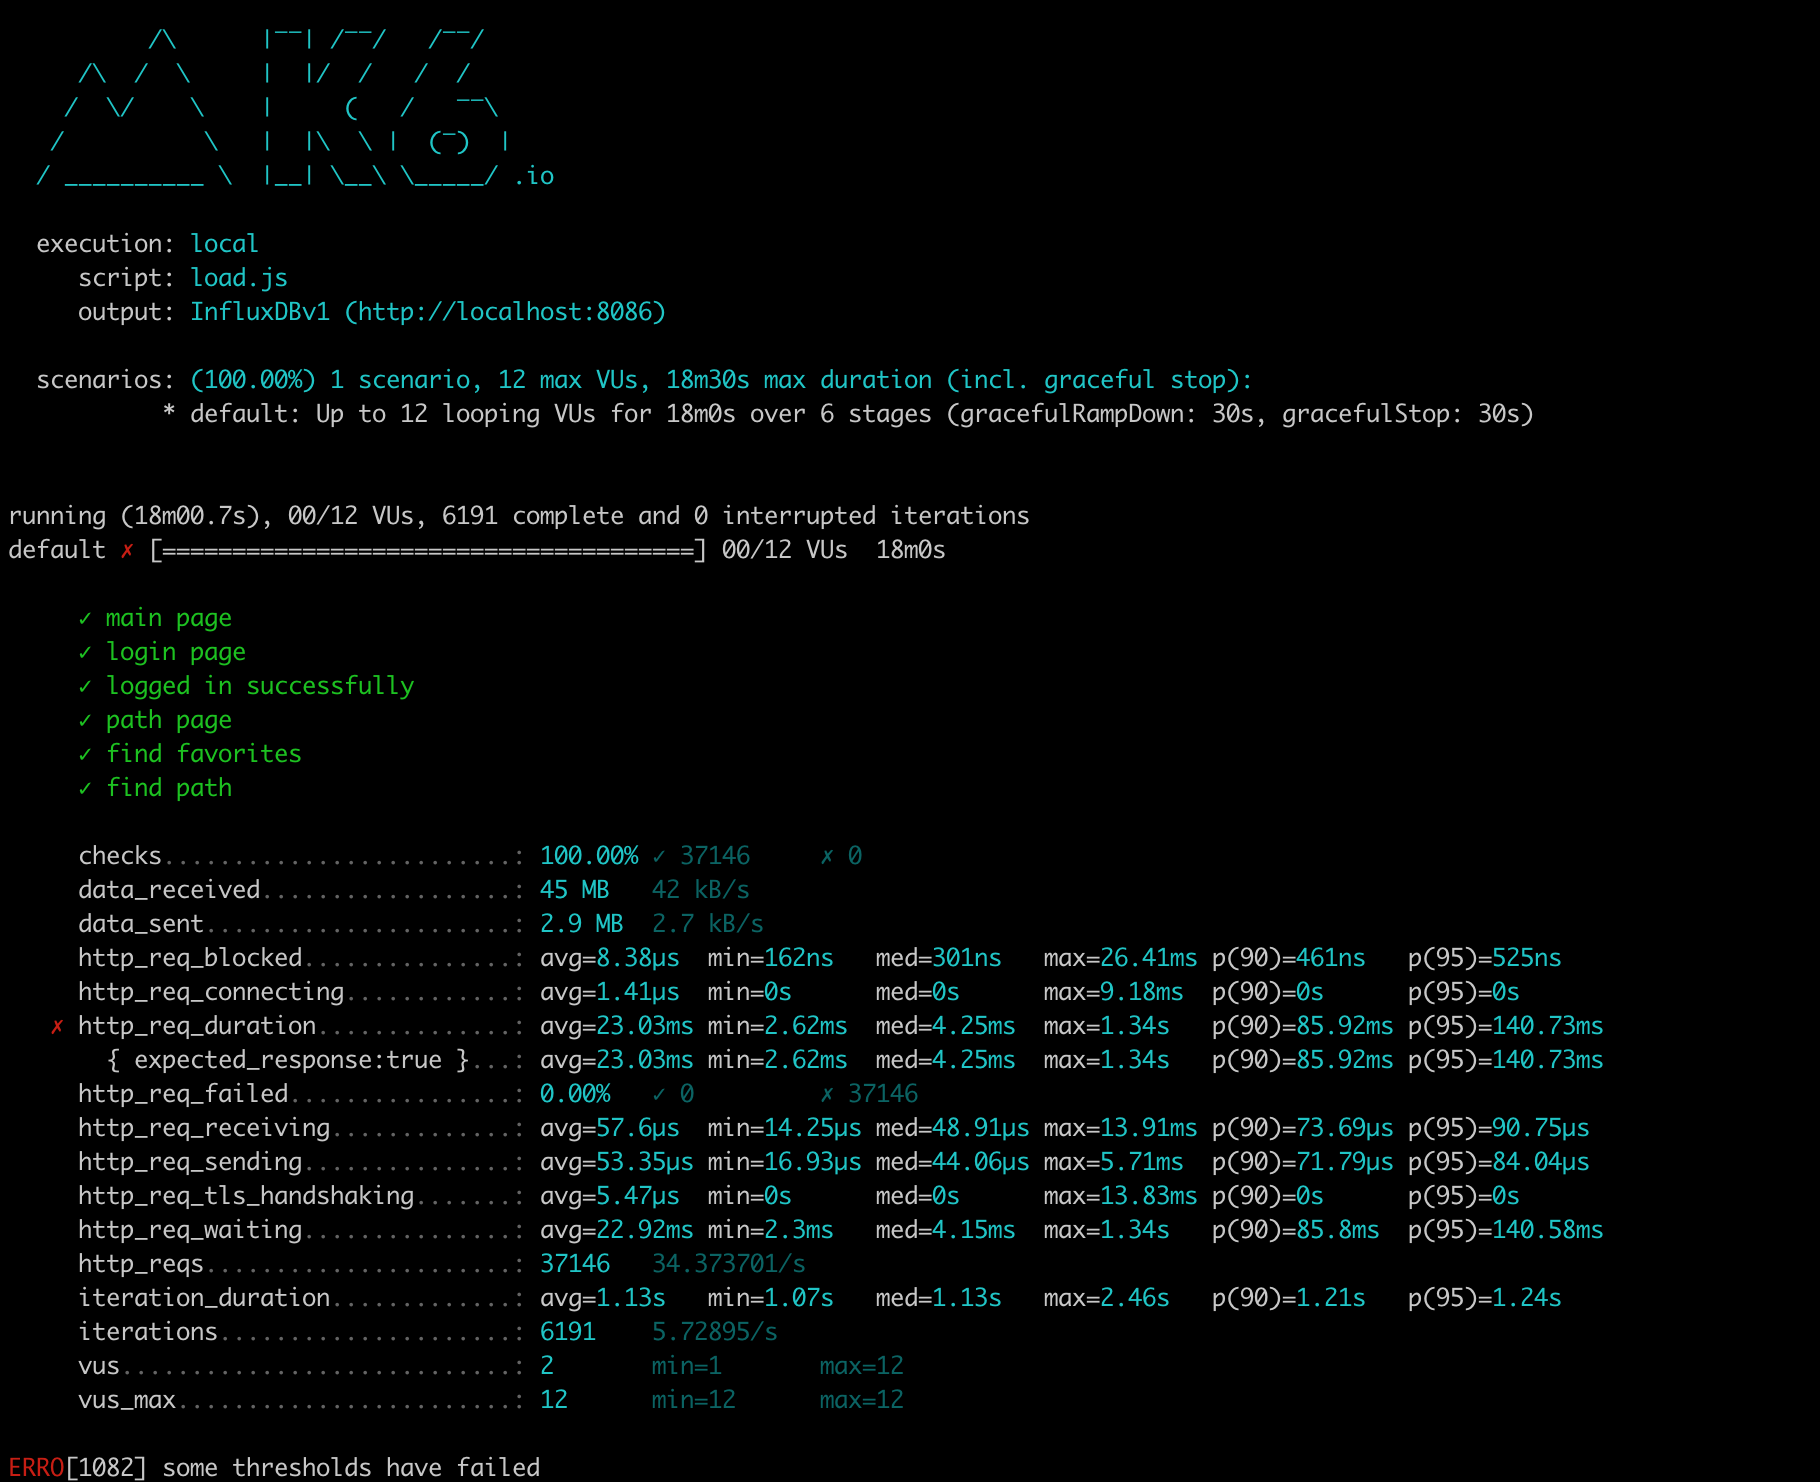 /\      |‾‾| /‾‾/   /‾‾/
    /\  /  \     |  |/  /   /  /
   /  \/    \    |     (   /   ‾‾\
  /          \   |  |\  \ |  (‾)  |
 / __________ \  |__| \__\ \_____/ .io
execution: local
script: load.js
output: InfluxDBv1 (http://localhost:8086)
scenarios: (100.00%) 1 scenario, 12 max VUs, 18m30s max duration (incl. graceful stop):
* default: Up to 12 looping VUs for 18m0s over 6 stages (gracefulRampDown: 30s, gracefulStop: 30s)
running (18m00.7s), 00/12 VUs, 6191 complete and 0 interrupted iterations
default ✗ [======================================] 00/12 VUs  18m0s
✓ main page
✓ login page
✓ logged in successfully
✓ path page
✓ find favorites
✓ find path
checks.........................: 100.00% ✓ 37146     ✗ 0
data_received..................: 45 MB   42 kB/s
data_sent......................: 2.9 MB  2.7 kB/s
http_req_blocked...............: avg=8.38µs  min=162ns   med=301ns   max=26.41ms p(90)=461ns   p(95)=525ns
http_req_connecting............: avg=1.41µs  min=0s      med=0s      max=9.18ms  p(90)=0s      p(95)=0s
✗ http_req_duration..............: avg=23.03ms min=2.62ms  med=4.25ms  max=1.34s   p(90)=85.92ms p(95)=140.73ms
{ expected_response:true }...: avg=23.03ms min=2.62ms  med=4.25ms  max=1.34s   p(90)=85.92ms p(95)=140.73ms
http_req_failed................: 0.00%   ✓ 0         ✗ 37146
http_req_receiving.............: avg=57.6µs  min=14.25µs med=48.91µs max=13.91ms p(90)=73.69µs p(95)=90.75µs
http_req_sending...............: avg=53.35µs min=16.93µs med=44.06µs max=5.71ms  p(90)=71.79µs p(95)=84.04µs
http_req_tls_handshaking.......: avg=5.47µs  min=0s      med=0s      max=13.83ms p(90)=0s      p(95)=0s
http_req_waiting...............: avg=22.92ms min=2.3ms   med=4.15ms  max=1.34s   p(90)=85.8ms  p(95)=140.58ms
http_reqs......................: 37146   34.373701/s
iteration_duration.............: avg=1.13s   min=1.07s   med=1.13s   max=2.46s   p(90)=1.21s   p(95)=1.24s
iterations.....................: 6191    5.72895/s
vus............................: 2       min=1       max=12
vus_max........................: 12      min=12      max=12
ERRO[1082] some thresholds have failed